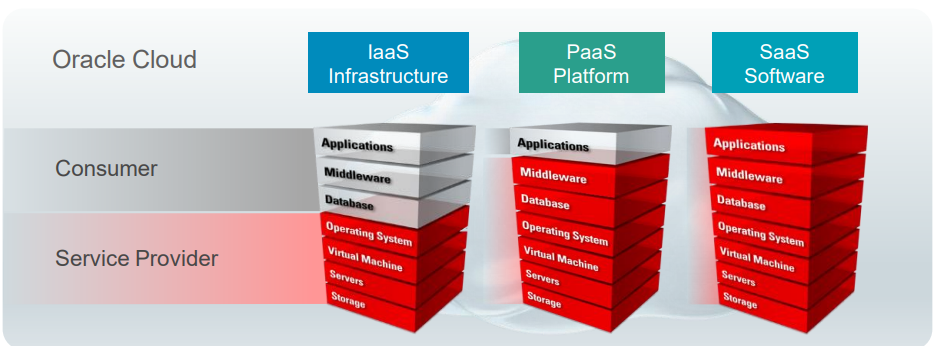 Oracle Cloud
IaaS
Infrastructure
PaaS
Platform
SaaS
Software
Consumer
Service Provider
Applications
Middleware
Database
Operating System
Virtual Machine
Servers
Storage
Applications
Middleware
Database
Operating System
Virtual Machine
Servers
Storage
Applications
Middleware
Database
Operating System
Virtual Machine
Servers
Storage